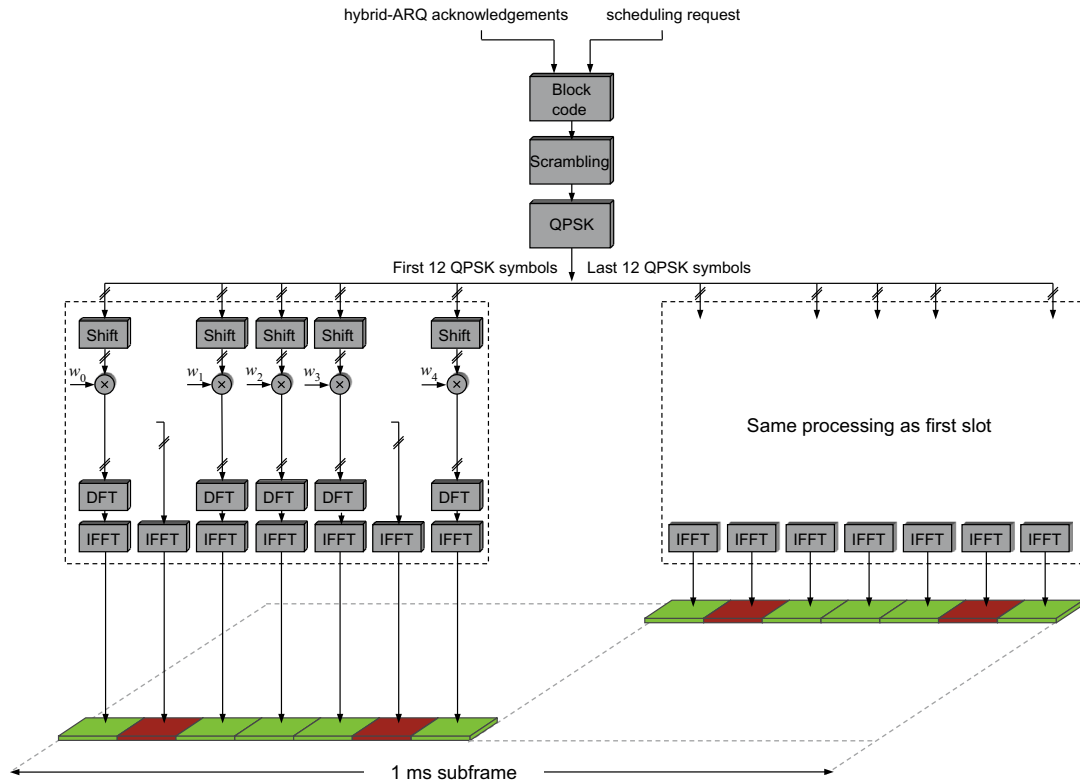 hybrid-ARQ acknowledgements
scheduling request
Block
code
Scrambling
QPSK
First 12 QPSK symbols
Last 12 QPSK symbols
Shift
Shift
Shift
Shift
Shift
w0
w1
w2
w3
w4
×
×
×
×
×
Same processing as first slot
DFT
DFT
DFT
DFT
DFT
IFFT
IFFT
IFFT
IFFT
IFFT
IFFT
IFFT
IFFT
IFFT
IFFT
IFFT
IFFT
IFFT
IFFT
1 ms subframe